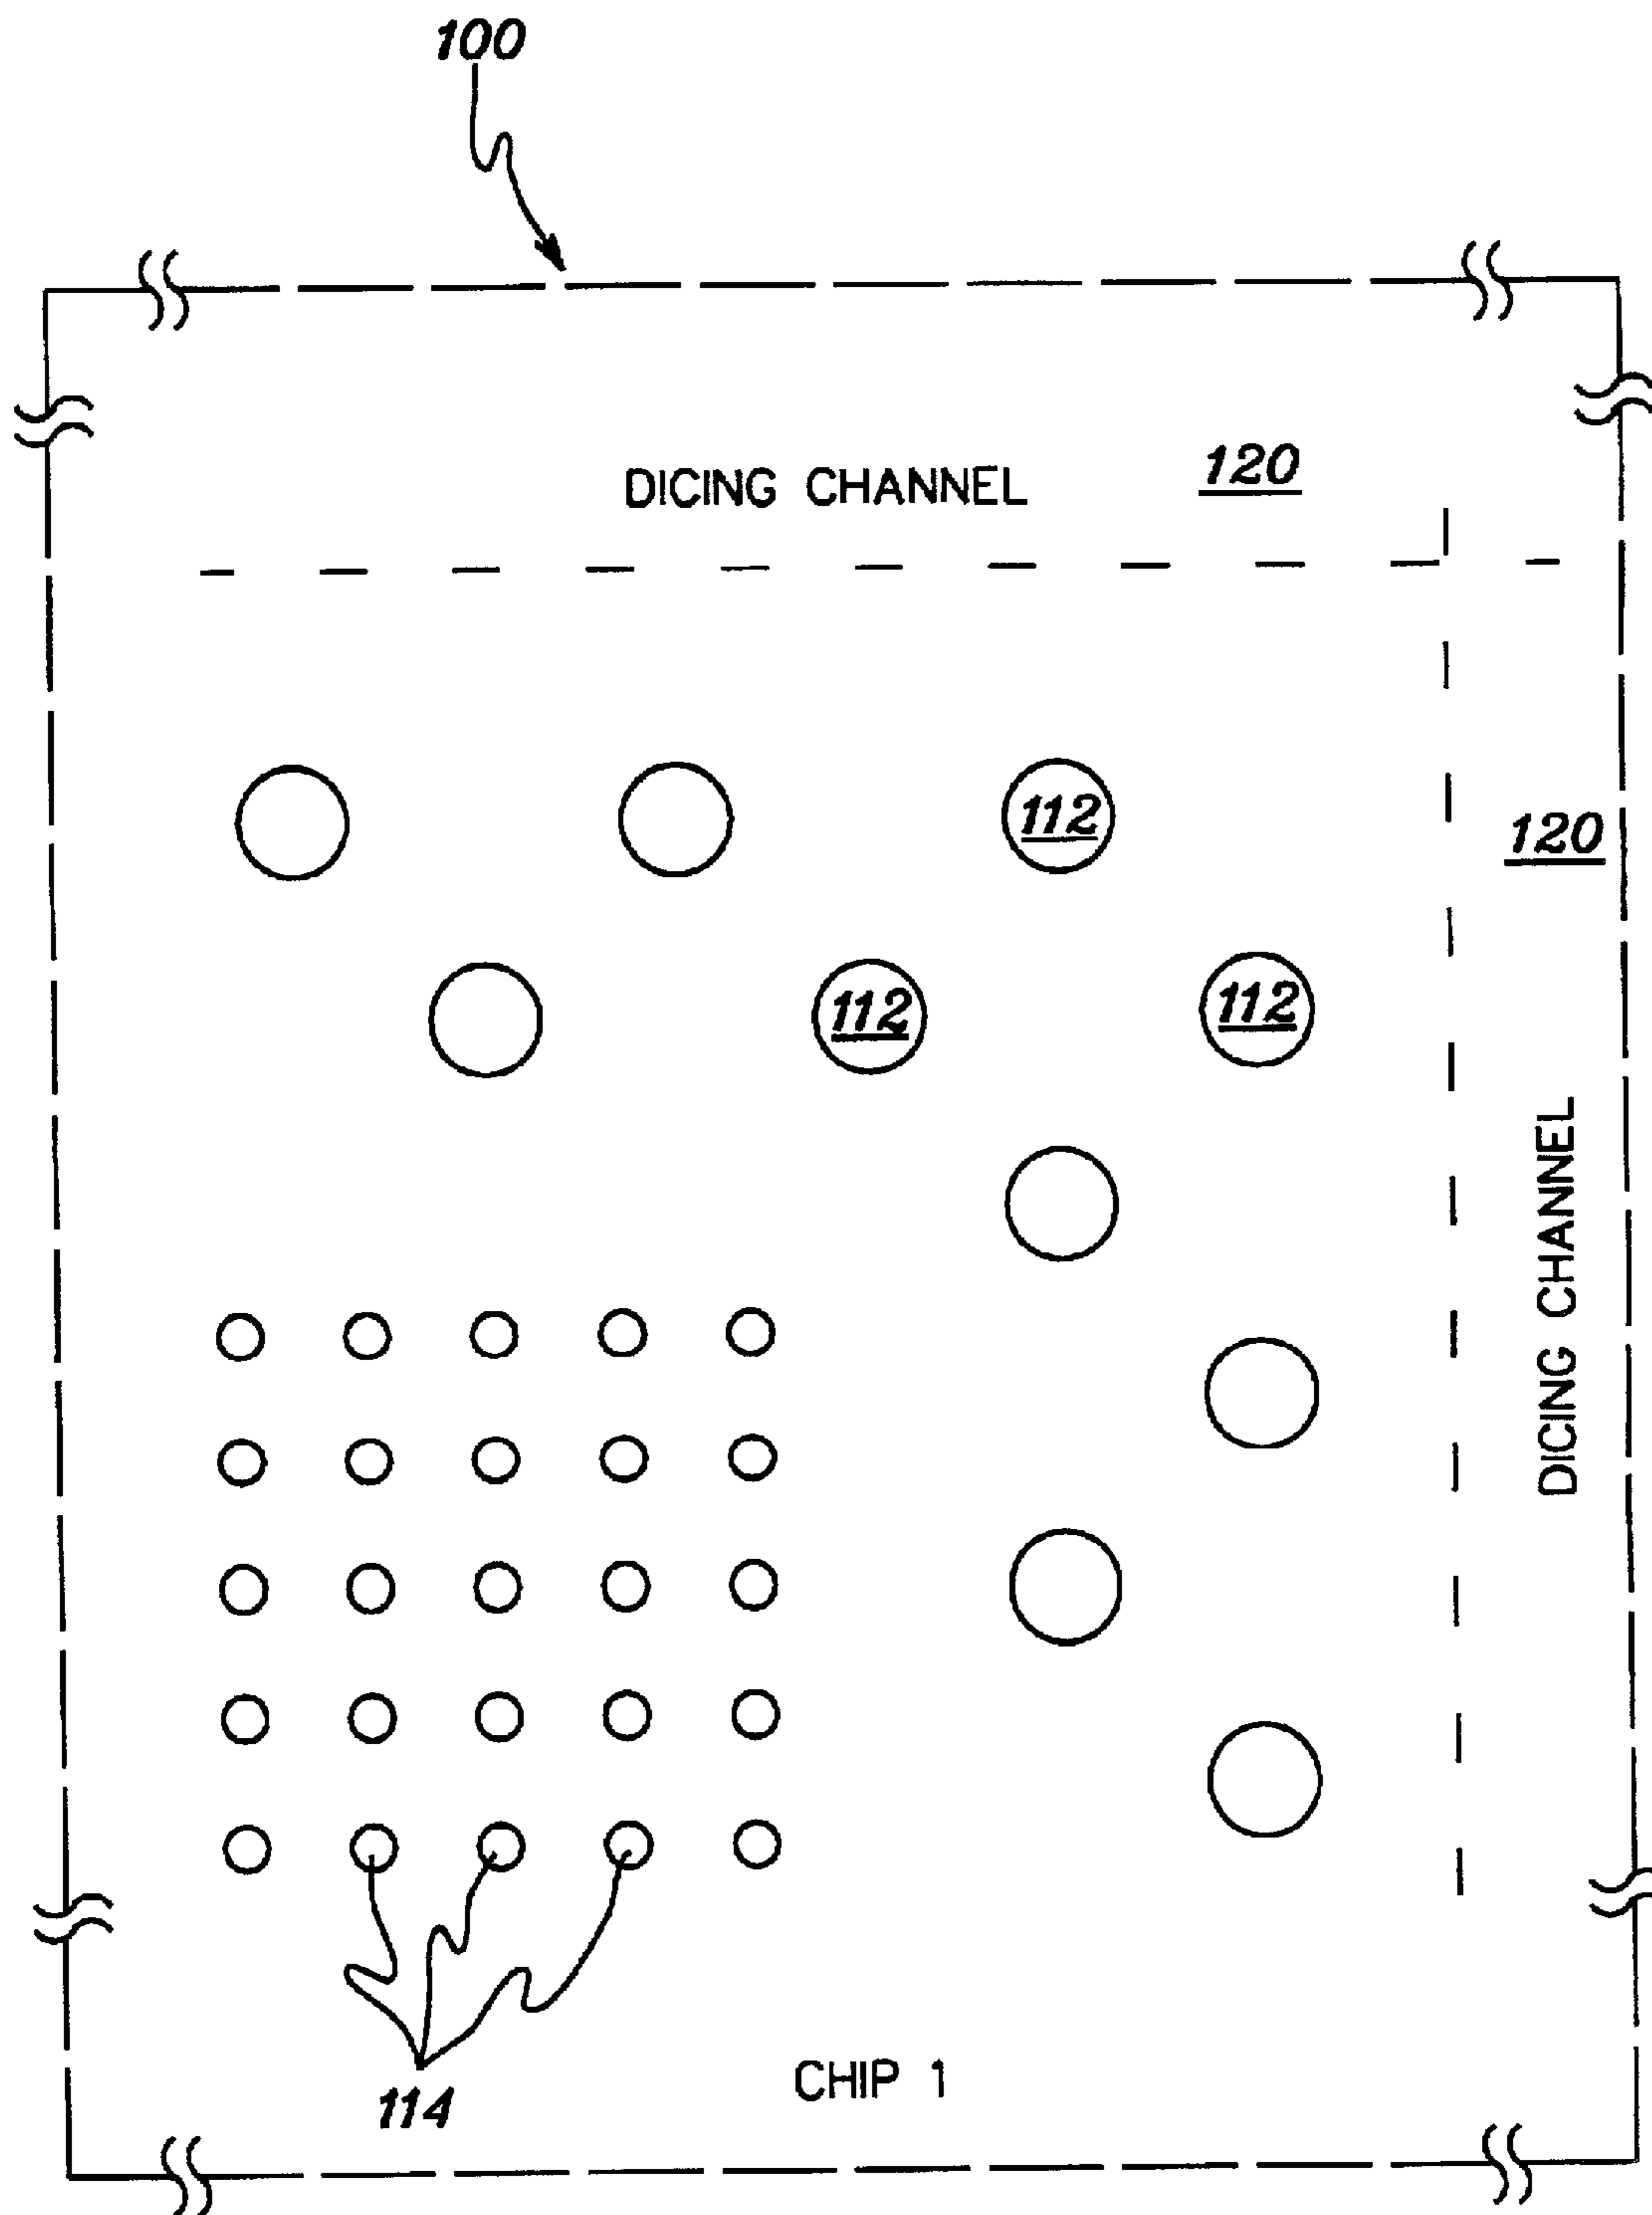 100
DICING CHANNEL 120
112
120
112 112
DICING CHANNEL
114
CHIP 1